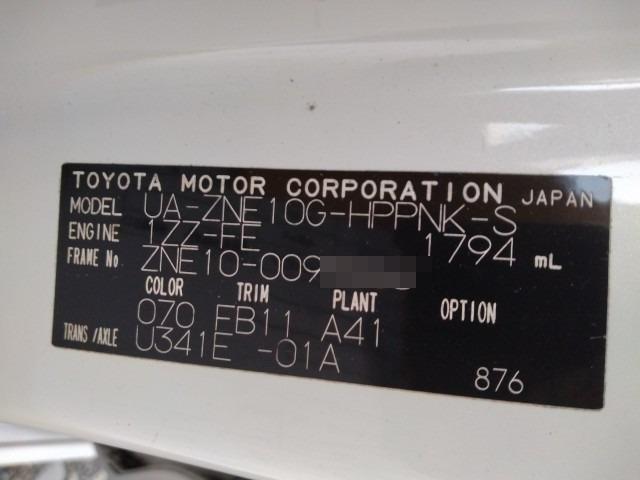 TOYOTA MOTOR CORPORATION JAPAN
MODEL UA-ZNE10G-HPPNK-S
ENGINE 1ZZ-FE 1794 mL
FRAME No ZNE10-009
COLOR TRIM PLANT OPTION
070 FB11 A41
TRANS/AXLE U341E -01A
876